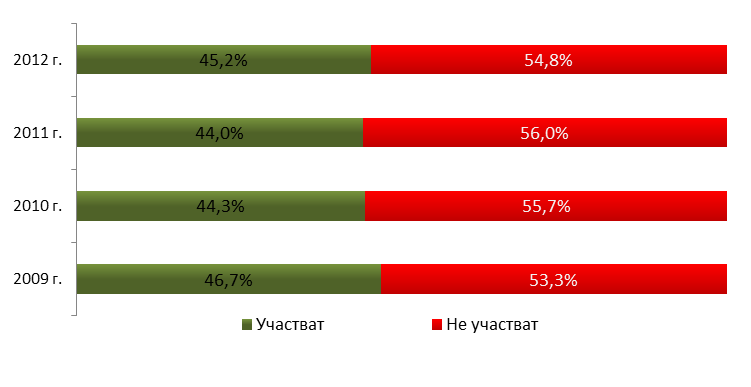 2012 г. 45,2% 54,8%
2011 г. 44,0% 56,0%
2010 г. 44,3% 55,7%
2009 г. 46,7% 53,3%
Участват Не участват